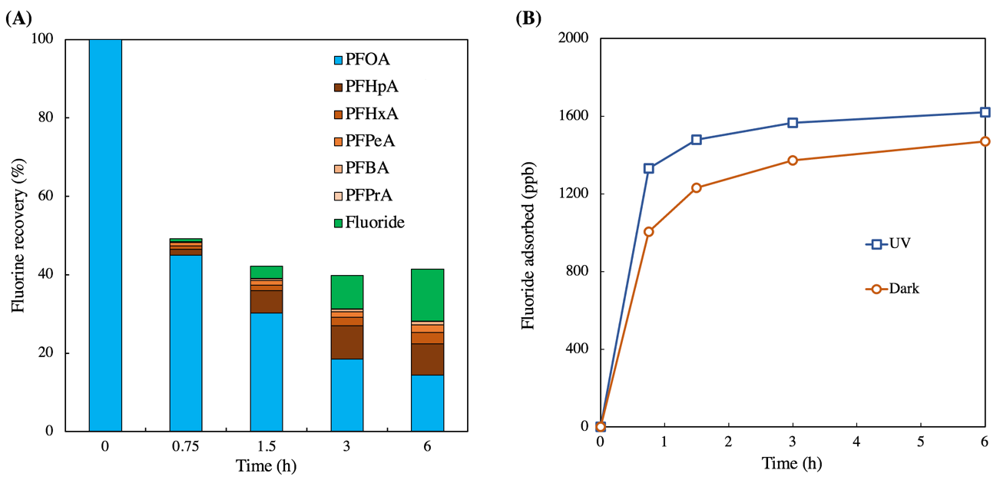 (A)
Fluorine recovery (%)
100
80
60
40
20
0
PFOA
PFHpA
PFHxA
PFPeA
PFBA
PFPrA
Fluoride
0 0.75 1.5 3 6
Time (h)
(B)
Fluoride adsorbed (ppb)
2000
1600
1200
800
400
0
UV
Dark
0 1 2 3 4 5 6
Time (h)